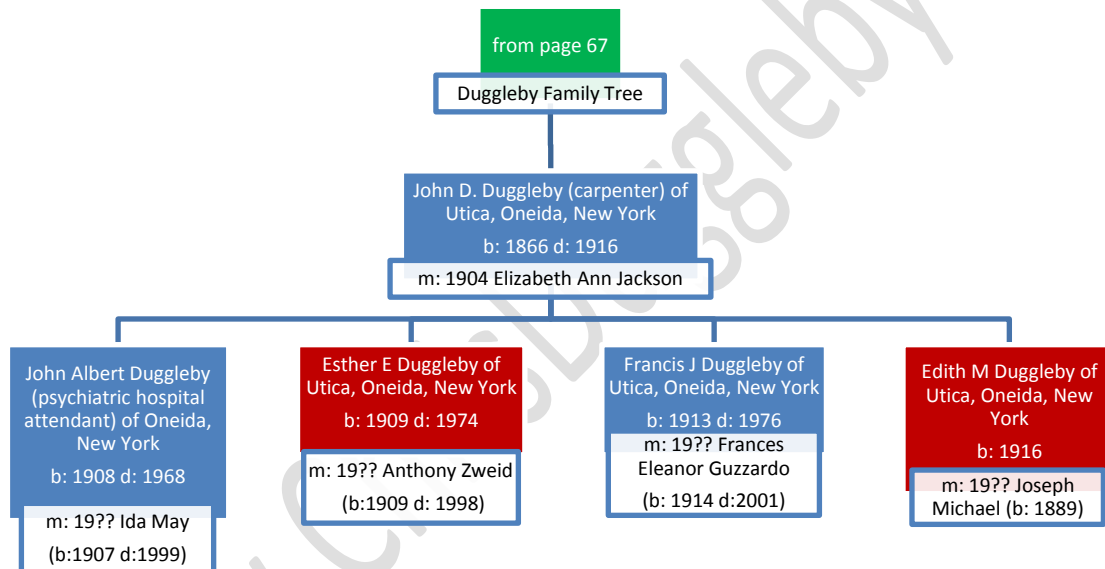 from page 67
Duggleby Family Tree
John D. Duggleby (carpenter) of
Utica, Oneida, New York
b: 1866 d: 1916
m: 1904 Elizabeth Ann Jackson
John Albert Duggleby
(psychiatric hospital
attendant) of Oneida,
New York
b: 1908 d: 1968
m: 19?? Ida May
(b:1907 d:1999)
Esther E Duggleby of
Utica, Oneida, New York
b: 1909 d: 1974
m: 19?? Anthony Zweid
(b:1909 d: 1998)
Francis J Duggleby of
Utica, Oneida, New York
b: 1913 d: 1976
m: 19?? Frances
Eleanor Guzzardo
(b: 1914 d:2001)
Edith M Duggleby of
Utica, Oneida, New
York
b: 1916
m: 19?? Joseph
Michael (b: 1889)